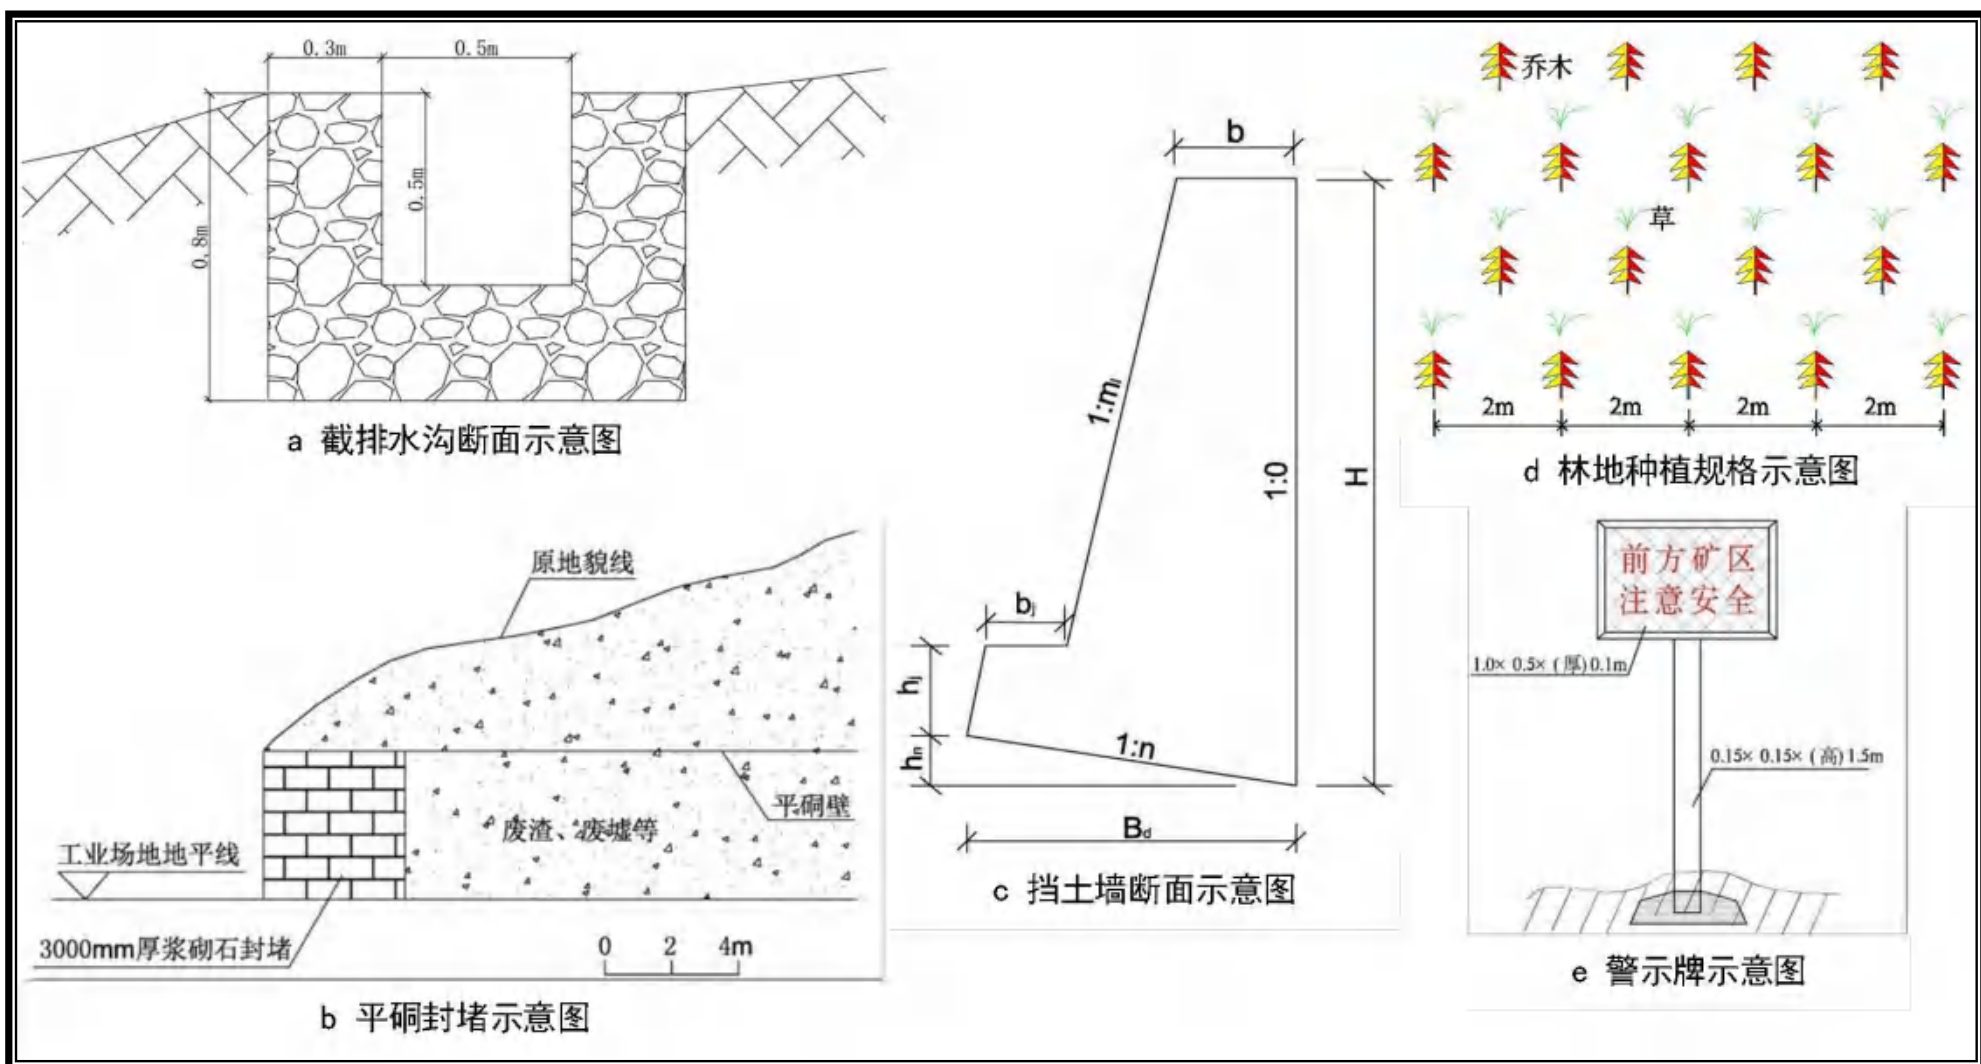 0.3m
0.5m
0.5m
0.8m
a 截排水沟断面示意图
原地貌线
平硐壁
废渣、废墟等
工业场地地平线
3000mm厚浆砌石封堵
0 2 4m
b 平硐封堵示意图
b
1:mⱼ
1:0
H
bⱼ
hⱼ
hₙ
1:n
B_d
c 挡土墙断面示意图
乔木
草
2m 2m 2m 2m
d 林地种植规格示意图
前方矿区
注意安全
1.0×0.5×(厚)0.1m
0.15×0.15×(高)1.5m
e 警示牌示意图